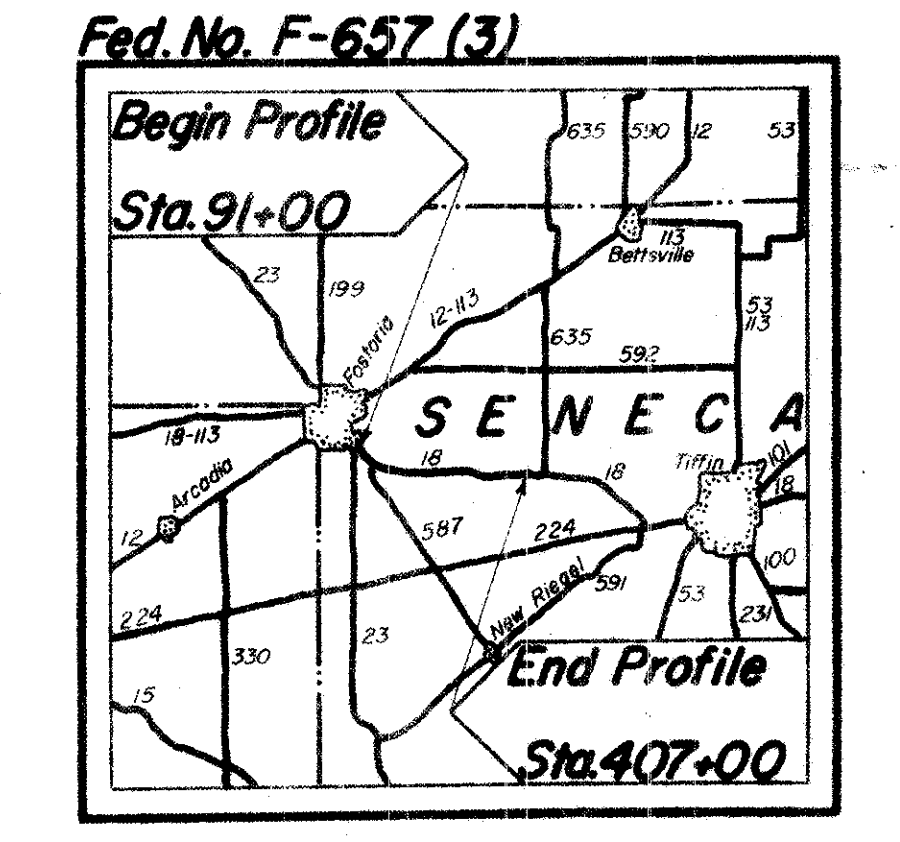 Fed. No. F-657 (3)
Begin Profile
Sta. 91+00
635
590
12
53
113
Bettsville
23
199
12-113
53
113
Fostoria
635
592
SENECA
18-113
18
18
Tiffin
101
18
Arcadia
12
587
224
100
224
New Riegel
591
53
231
330
23
15
End Profile
Sta. 407+00